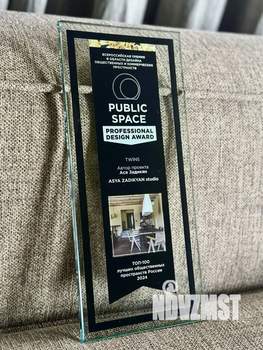 ВСЕРОССИЙСКАЯ ПРЕМИЯ
В ОБЛАСТИ ДИЗАЙНА
ОБЩЕСТВЕННЫХ И КОММЕРЧЕСКИХ
ПРОСТРАНСТВ
PUBLIC
SPACE
PROFESSIONAL
DESIGN AWARD
TWINS
Автор проекта
Ася Задикян
ASYA ZADIKYAN studio
ТОП-100
лучших общественных
пространств России
2024
NDVZMST